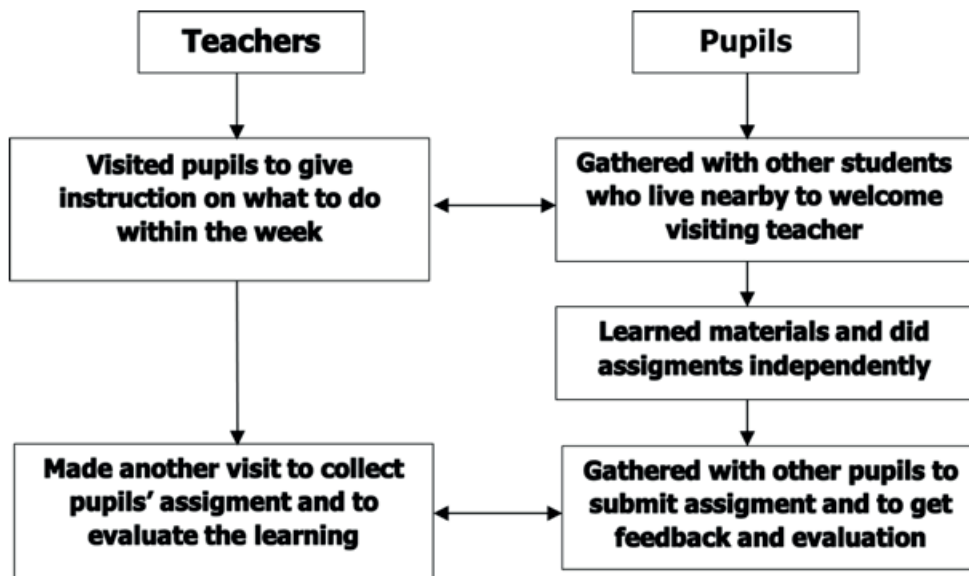 Teachers
Pupils
Visited pupils to give
instruction on what to do
within the week
Gathered with other students
who live nearby to welcome
visiting teacher
Learned materials and did
assigments independently
Made another visit to collect
pupils’ assigment and to
evaluate the learning
Gathered with other pupils to
submit assigment and to get
feedback and evaluation